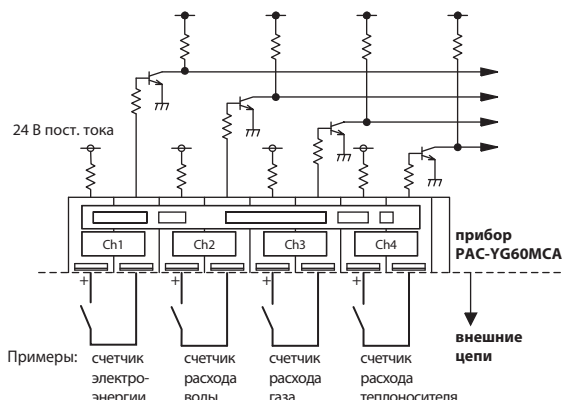 24 В пост. тока
Ch1 Ch2 Ch3 Ch4
прибор
PAC-YG60MCA
+ + + +
внешние
цепи
Примеры: счетчик счетчик счетчик счетчик
электро- расхода расхода расхода
энергии воды газа теплоносителя